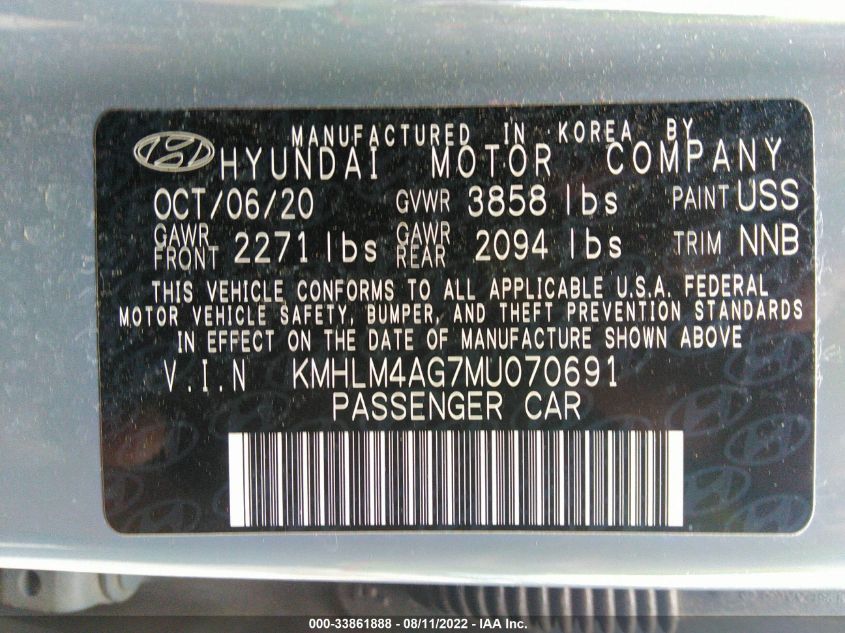 MANUFACTURED IN KOREA BY
HYUNDAI MOTOR COMPANY
OCT/06/20 GVWR 3858 lbs PAINT USS
GAWR FRONT 2271 lbs GAWR REAR 2094 lbs TRIM NNB
THIS VEHICLE CONFORMS TO ALL APPLICABLE U.S.A. FEDERAL
MOTOR VEHICLE SAFETY, BUMPER, AND THEFT PREVENTION STANDARDS
IN EFFECT ON THE DATE OF MANUFACTURE SHOWN ABOVE
V.I.N KMHLM4AG7MU070691
PASSENGER CAR
000-33861888 - 08/11/2022 - IAA Inc.